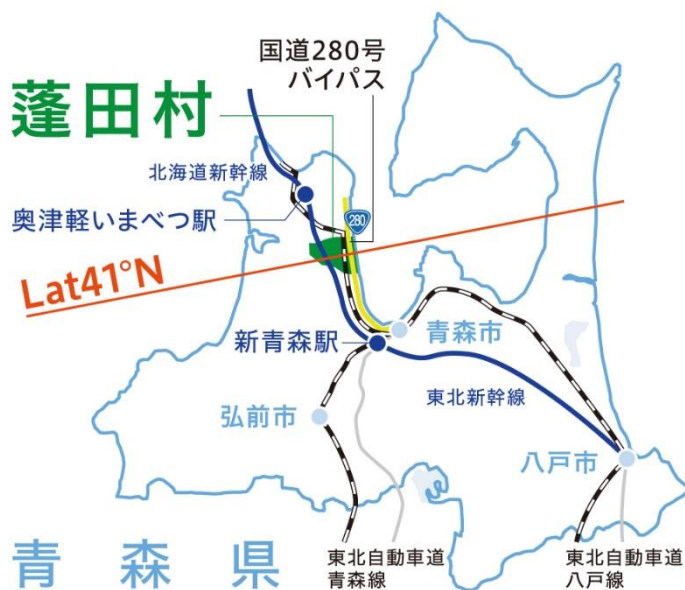 国道280号
バイパス
蓬田村
北海道新幹線
奥津軽いまべつ駅
280
Lat41°N
新青森駅
青森市
東北新幹線
弘前市
八戸市
青森県
東北自動車道
青森線
東北自動車道
八戸線